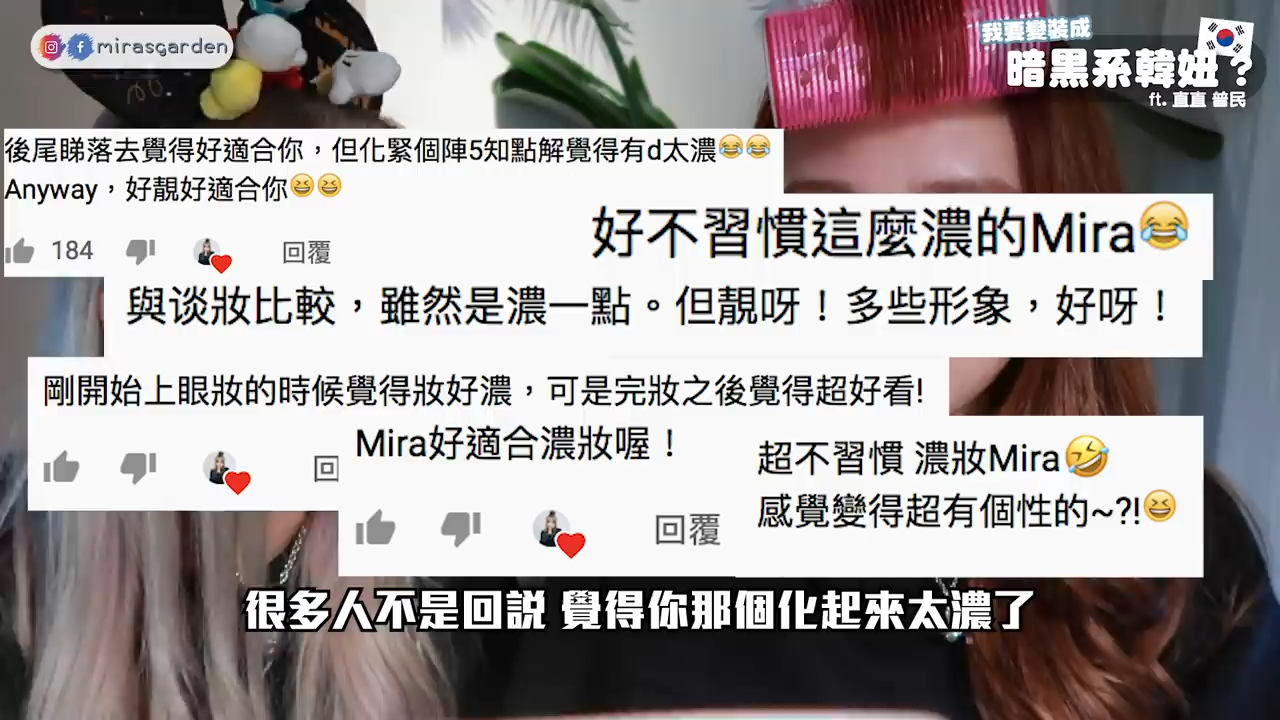 mirasgarden
我要變裝成
暗黑系韓妞?
ft. 直直 普民
後尾睇落去覺得好適合你，但化緊個陣5知點解覺得有d太濃😂😂
Anyway，好靚好適合你😆😆
184
回覆
好不習慣這麼濃的Mira😂
與谈妝比較，雖然是濃一點。但靚呀！多些形象，好呀！
剛開始上眼妝的時候覺得妝好濃，可是完妝之後覺得超好看!
回
Mira好適合濃妝喔！
回覆
超不習慣 濃妝Mira🤣
感覺變得超有個性的~?!😆
很多人不是回説 覺得你那個化起來太濃了